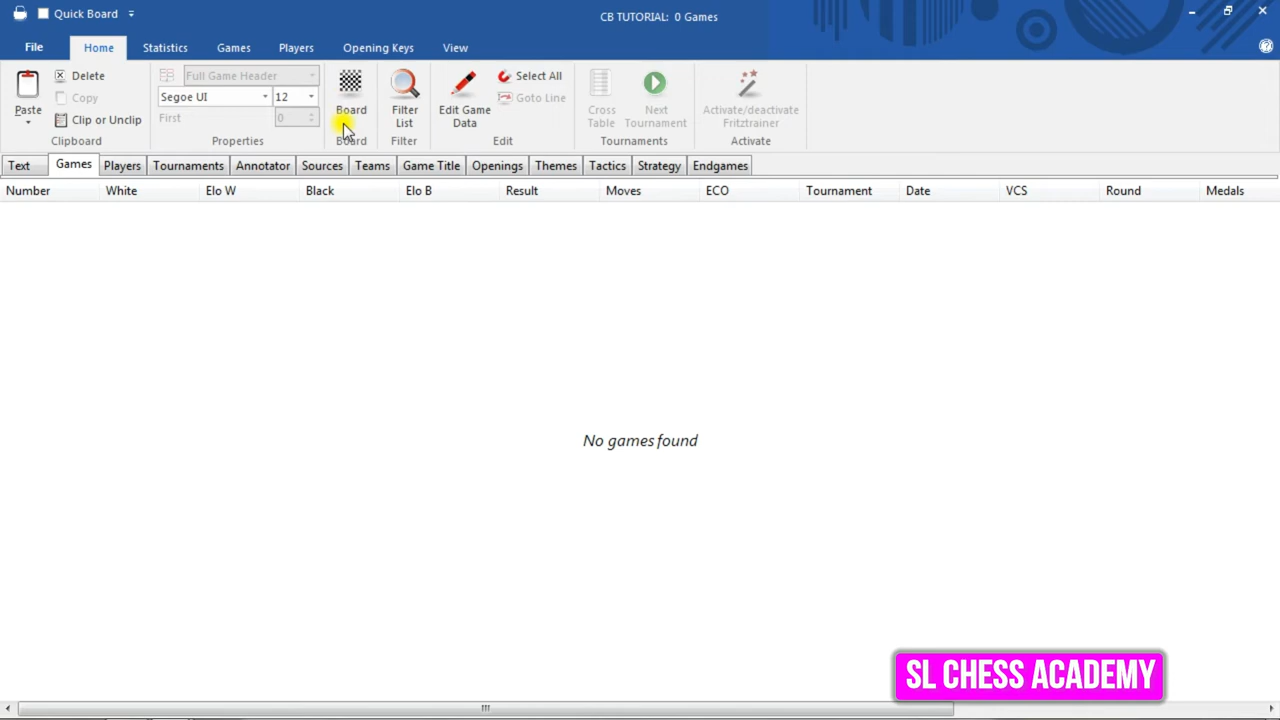 Quick Board
CB TUTORIAL: 0 Games
File Home Statistics Games Players Opening Keys View
Paste
Delete
Copy
Clip or Unclip
Clipboard
Full Game Header
Segoe UI 12
First 0
Properties
Board
Board
Filter List
Filter
Edit Game Data
Select All
Goto Line
Edit
Cross Table
Next Tournament
Tournaments
Activate/deactivate Fritztrainer
Activate
Text Games Players Tournaments Annotator Sources Teams Game Title Openings Themes Tactics Strategy Endgames
Number White Elo W Black Elo B Result Moves ECO Tournament Date VCS Round Medals
No games found
SL CHESS ACADEMY